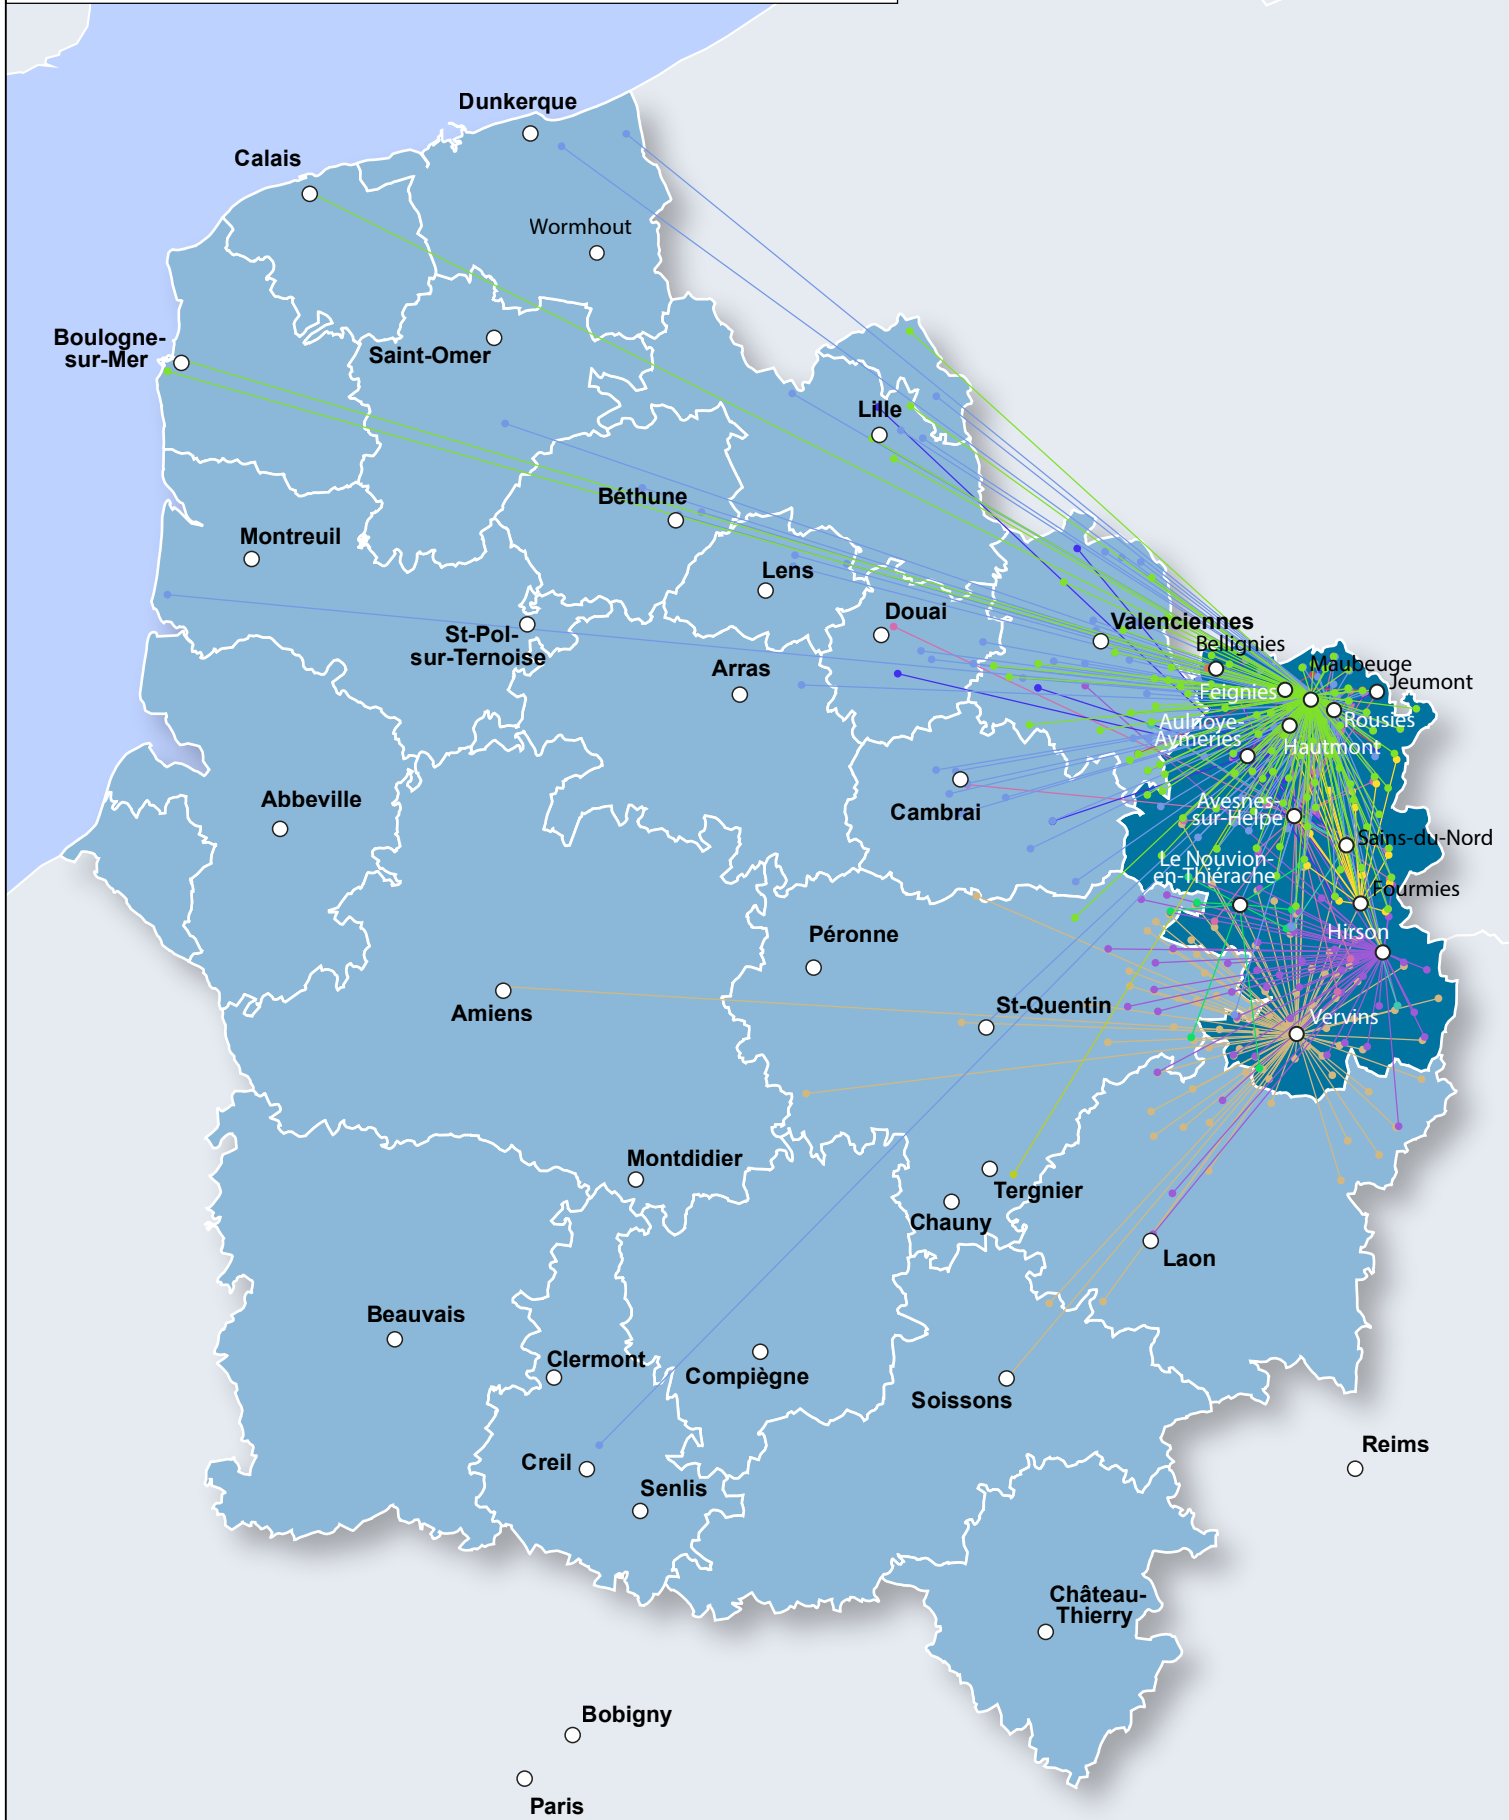 Dunkerque
Calais
Wormhout
Boulogne-
sur-Mer
Saint-Omer
Lille
Béthune
Montreuil
Lens
Douai
Valenciennes
St-Pol-
sur-Ternoise
Bellignies
Arras
Maubeuge
Jeumont
Feignies
Rousies
Aulnoye-
Aymeries
Hautmont
Abbeville
Cambrai
Avesnes-
sur-Helpe
Sains-du-Nord
Le Nouvion-
en-Thiérache
Fourmies
Péronne
Hirson
Amiens
St-Quentin
Vervins
Montdidier
Tergnier
Chauny
Laon
Beauvais
Clermont
Compiègne
Soissons
Reims
Creil
Senlis
Château-
Thierry
Bobigny
Paris